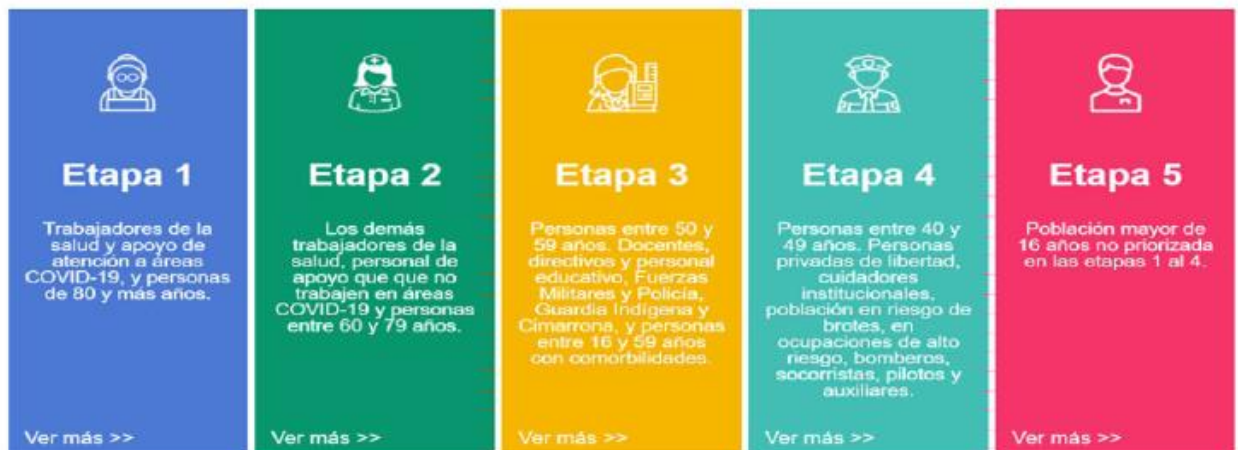 Etapa 1
Trabajadores de la
salud y apoyo de
atención a áreas
COVID-19, y personas
de 80 y más años.
Ver más >>
Etapa 2
Los demás
trabajadores de la
salud, personal de
apoyo que que no
trabajen en áreas
COVID-19 y personas
entre 60 y 79 años.
Ver más >>
Etapa 3
Personas entre 50 y
59 años. Docentes,
directivos y personal
educativo, Fuerzas
Militares y Policía,
Guardia Indígena y
Cimarrona, y personas
entre 16 y 59 años
con comorbilidades.
Ver más >>
Etapa 4
Personas entre 40 y
49 años. Personas
privadas de libertad,
cuidadores
institucionales,
población en riesgo de
brotes, en
ocupaciones de alto
riesgo, bomberos,
socorristas, pilotos y
auxiliares.
Ver más >>
Etapa 5
Población mayor de
16 años no priorizada
en las etapas 1 al 4.
Ver más >>